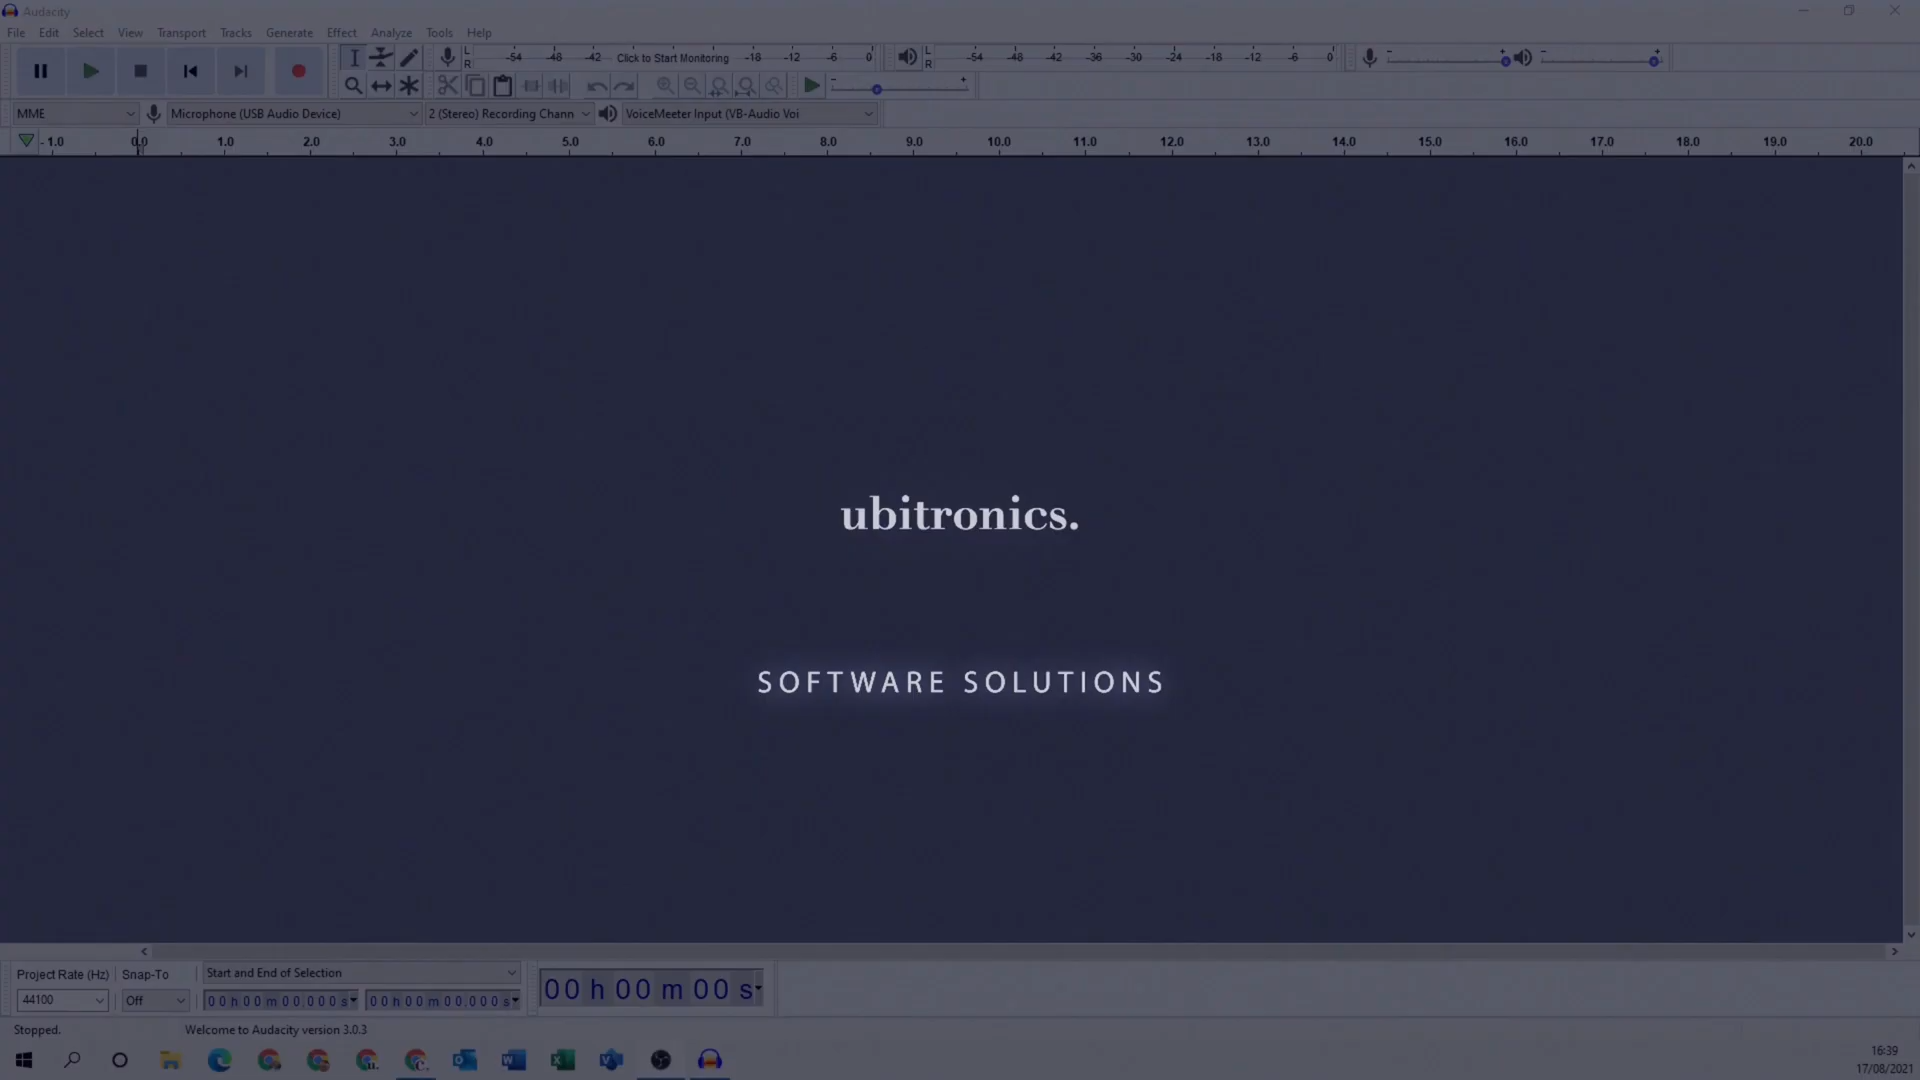 Audacity
File Edit Select View Transport Tracks Generate Effect Analyze Tools Help
L R -54 -48 -42 Click to Start Monitoring -18 -12 -6 0 L R -54 -48 -42 -36 -30 -24 -18 -12 -6 0 - + - +
- +
MME Microphone (USB Audio Device) 2 (Stereo) Recording Chann VoiceMeeter Input (VB-Audio Voi
- 1.0 0.0 1.0 2.0 3.0 4.0 5.0 6.0 7.0 8.0 9.0 10.0 11.0 12.0 13.0 14.0 15.0 16.0 17.0 18.0 19.0 20.0
ubitronics.
SOFTWARE SOLUTIONS
Project Rate (Hz) Snap-To Start and End of Selection
44100 Off 00 h 00 m 00.000 s 00 h 00 m 00.000 s 00 h 00 m 00 s
Stopped. Welcome to Audacity version 3.0.3
16:39
17/08/2021